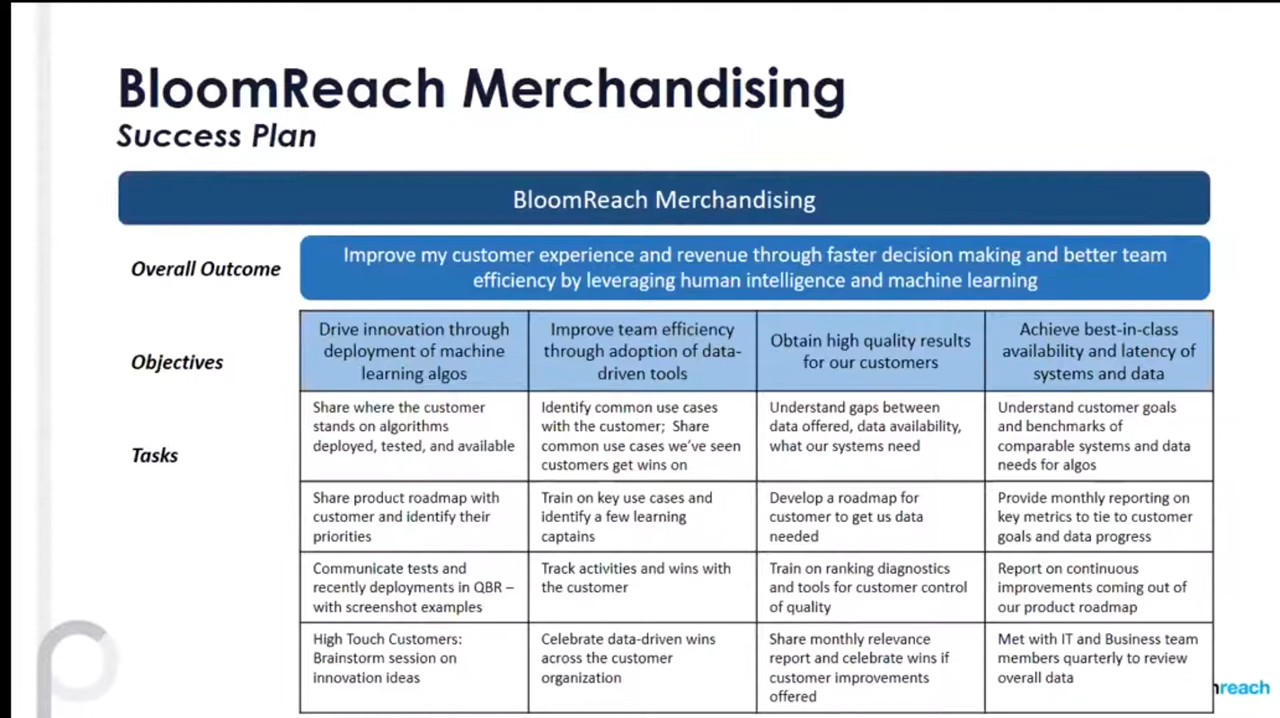 BloomReach Merchandising
Success Plan
BloomReach Merchandising
Overall Outcome
Improve my customer experience and revenue through faster decision making and better team
efficiency by leveraging human intelligence and machine learning
Objectives
Drive innovation through
deployment of machine
learning algos
Improve team efficiency
through adoption of data-
driven tools
Obtain high quality results
for our customers
Achieve best-in-class
availability and latency of
systems and data
Tasks
Share where the customer
stands on algorithms
deployed, tested, and available
Identify common use cases
with the customer; Share
common use cases we've seen
customers get wins on
Understand gaps between
data offered, data availability,
what our systems need
Understand customer goals
and benchmarks of
comparable systems and data
needs for algos
Share product roadmap with
customer and identify their
priorities
Train on key use cases and
identify a few learning
captains
Develop a roadmap for
customer to get us data
needed
Provide monthly reporting on
key metrics to tie to customer
goals and data progress
Communicate tests and
recently deployments in QBR –
with screenshot examples
Track activities and wins with
the customer
Train on ranking diagnostics
and tools for customer control
of quality
Report on continuous
improvements coming out of
our product roadmap
High Touch Customers:
Brainstorm session on
innovation ideas
Celebrate data-driven wins
across the customer
organization
Share monthly relevance
report and celebrate wins if
customer improvements
offered
Met with IT and Business team
members quarterly to review
overall data
reach